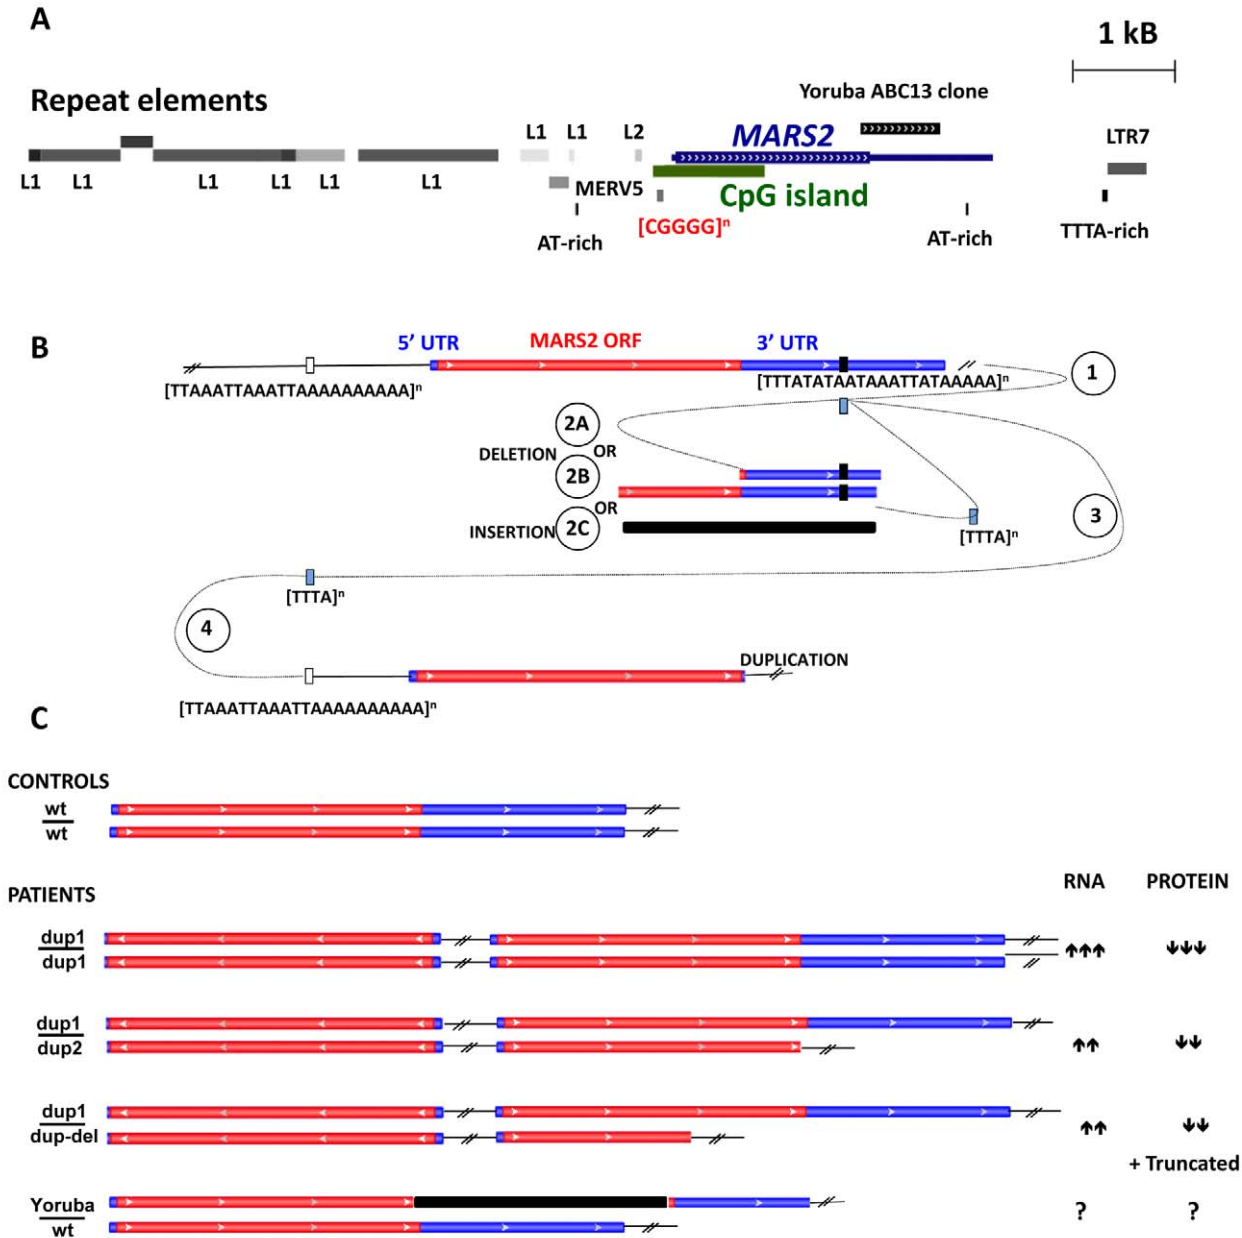 A
1 kB
Repeat elements
Yoruba ABC13 clone
L1 L1 L2 MARS2 LTR7
L1 L1 L1 L1 L1 L1 MERV5 CpG island
[CGGGG]n
AT-rich AT-rich TTTA-rich
B
5' UTR MARS2 ORF 3' UTR
[TTAAATTAAATTAAAAAAAAAA]n [TTTATATAATAAATTATAAAAA]n 1
2A
DELETION OR
2B
OR
INSERTION 2C 3
[TTTA]n
[TTTA]n
4
DUPLICATION
[TTAAATTAAATTAAAAAAAAAA]n
C
CONTROLS
wt
wt
PATIENTS RNA PROTEIN
dup1
dup1
dup1
dup2
dup1
dup-del
+ Truncated
Yoruba
wt ? ?